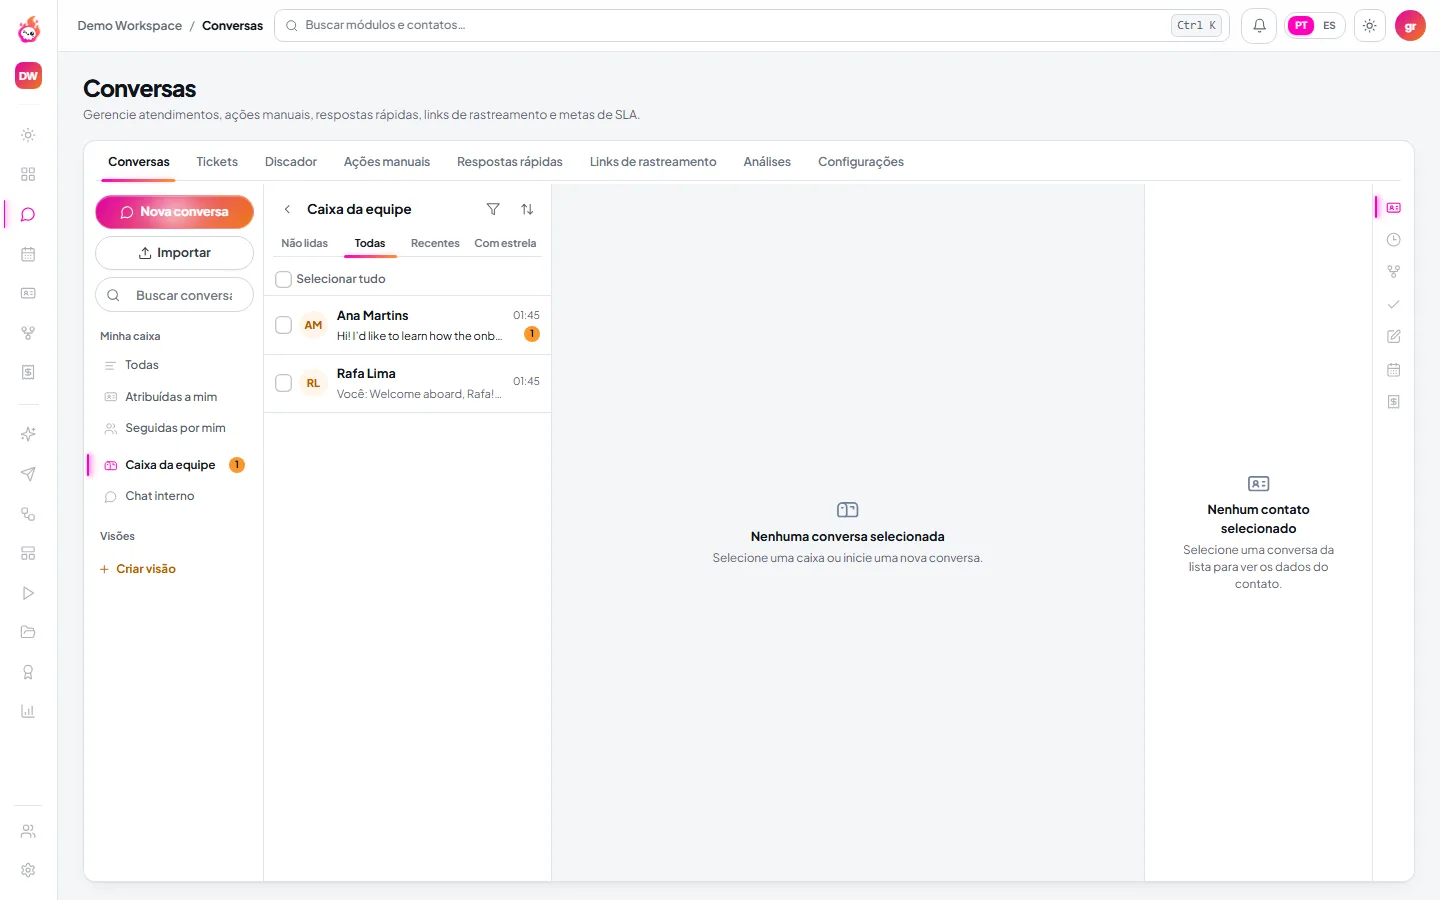 Demo Workspace / Conversas
Buscar módulos e contatos...
Ctrl K
PT
ES
gr
DW
Conversas
Gerencie atendimentos, ações manuais, respostas rápidas, links de rastreamento e metas de SLA.
Conversas
Tickets
Discador
Ações manuais
Respostas rápidas
Links de rastreamento
Análises
Configurações
Nova conversa
Importar
Buscar conversa
Minha caixa
Todas
Atribuídas a mim
Seguidas por mim
Caixa da equipe
1
Chat interno
Visões
+ Criar visão
Caixa da equipe
Não lidas
Todas
Recentes
Com estrela
Selecionar tudo
AM
Ana Martins
01:45
Hi! I'd like to learn how the onb...
1
RL
Rafa Lima
01:45
Você: Welcome aboard, Rafa!...
Nenhuma conversa selecionada
Selecione uma caixa ou inicie uma nova conversa.
Nenhum contato
selecionado
Selecione uma conversa da
lista para ver os dados do
contato.